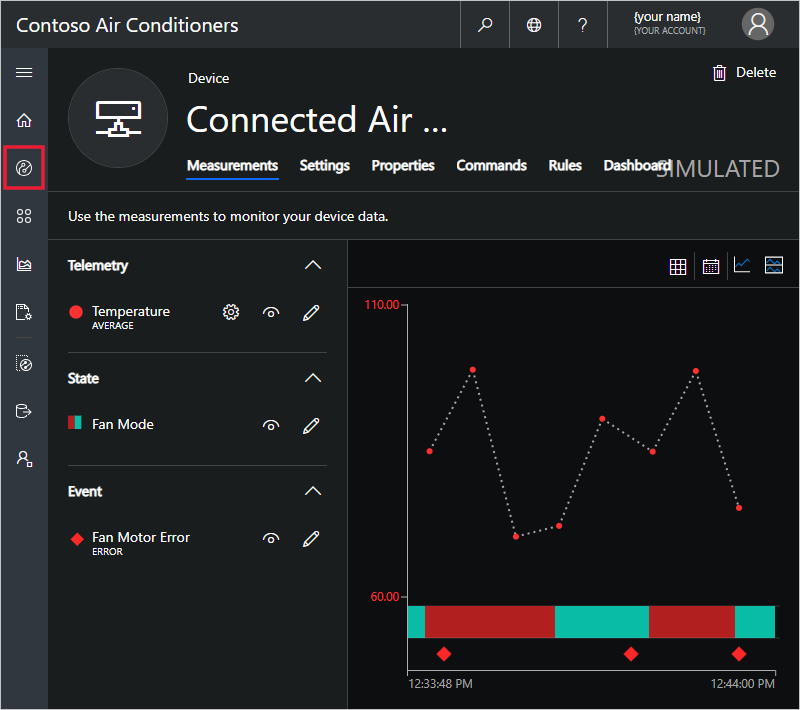 Contoso Air Conditioners
?
{your name}
{YOUR ACCOUNT}
Device
Delete
Connected Air ...
Measurements Settings Properties Commands Rules Dashboard
SIMULATED
Use the measurements to monitor your device data.
Telemetry
Temperature
AVERAGE
State
Fan Mode
Event
Fan Motor Error
ERROR
110.00
60.00
12:33:48 PM 12:44:00 PM